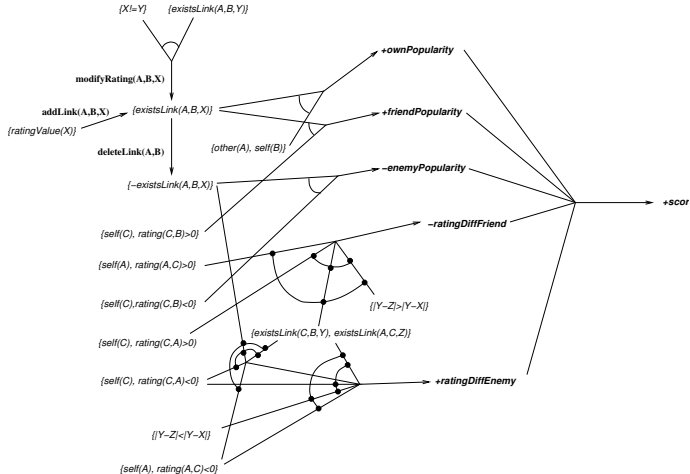 {X!=Y}
{existsLink(A,B,Y)}
+ownPopularity
modifyRating(A,B,X)
addLink(A,B,X)
{existsLink(A,B,X)}
+friendPopularity
{ratingValue(X)}
{other(A), self(B)}
deleteLink(A,B)
−enemyPopularity
{−existsLink(A,B,X)}
+scor
{self(C), rating(C,B)>0}
−ratingDiffFriend
{self(A), rating(A,C)>0}
{self(C),rating(C,B)<0}
{|Y−Z|>|Y−X|}
{existsLink(C,B,Y), existsLink(A,C,Z)}
{self(C), rating(C,A)>0)
{self(C), rating(C,A)<0}
+ratingDiffEnemy
{|Y−Z|<|Y−X|}
{self(A), rating(A,C)<0}